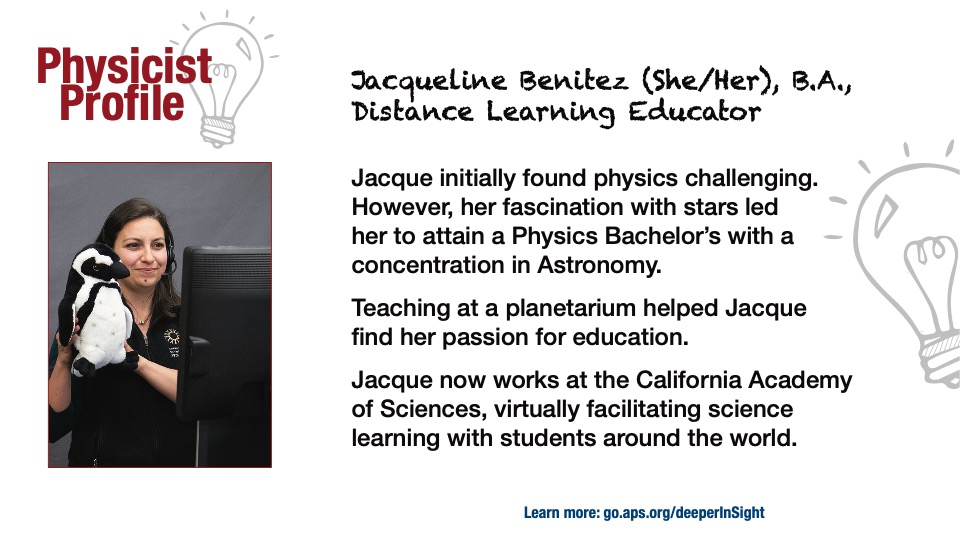 Physicist
Profile
Jacqueline Benitez (She/Her), B.A.,
Distance Learning Educator
Jacque initially found physics challenging.
However, her fascination with stars led
her to attain a Physics Bachelor’s with a
concentration in Astronomy.
Teaching at a planetarium helped Jacque
find her passion for education.
Jacque now works at the California Academy
of Sciences, virtually facilitating science
learning with students around the world.
Learn more: go.aps.org/deeperInSight